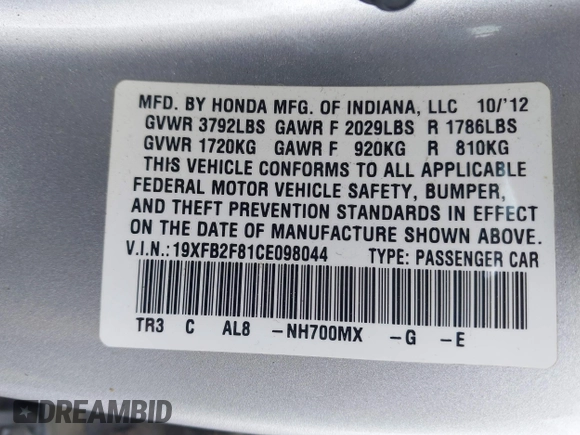 MFD. BY HONDA MFG. OF INDIANA, LLC 10/'12
GVWR 3792LBS GAWR F 2029LBS R 1786LBS
GVWR 1720KG GAWR F 920KG R 810KG
THIS VEHICLE CONFORMS TO ALL APPLICABLE
FEDERAL MOTOR VEHICLE SAFETY, BUMPER,
AND THEFT PREVENTION STANDARDS IN EFFECT
ON THE DATE OF MANUFACTURE SHOWN ABOVE.
V.I.N.:19XFB2F81CE098044 TYPE: PASSENGER CAR
TR3 C AL8 -NH700MX -G -E
DREAMBID